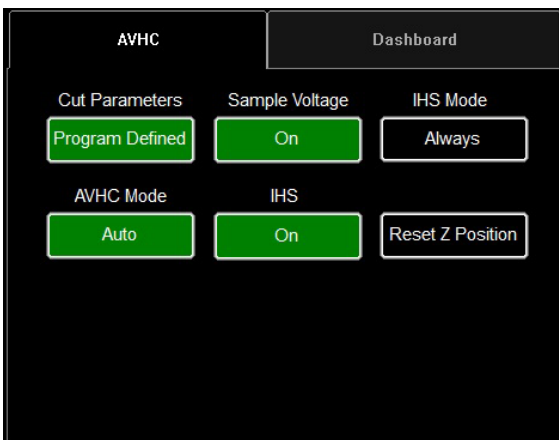 AVHC
Dashboard
Cut Parameters
Sample Voltage
IHS Mode
Program Defined
On
Always
AVHC Mode
IHS
Auto
On
Reset Z Position